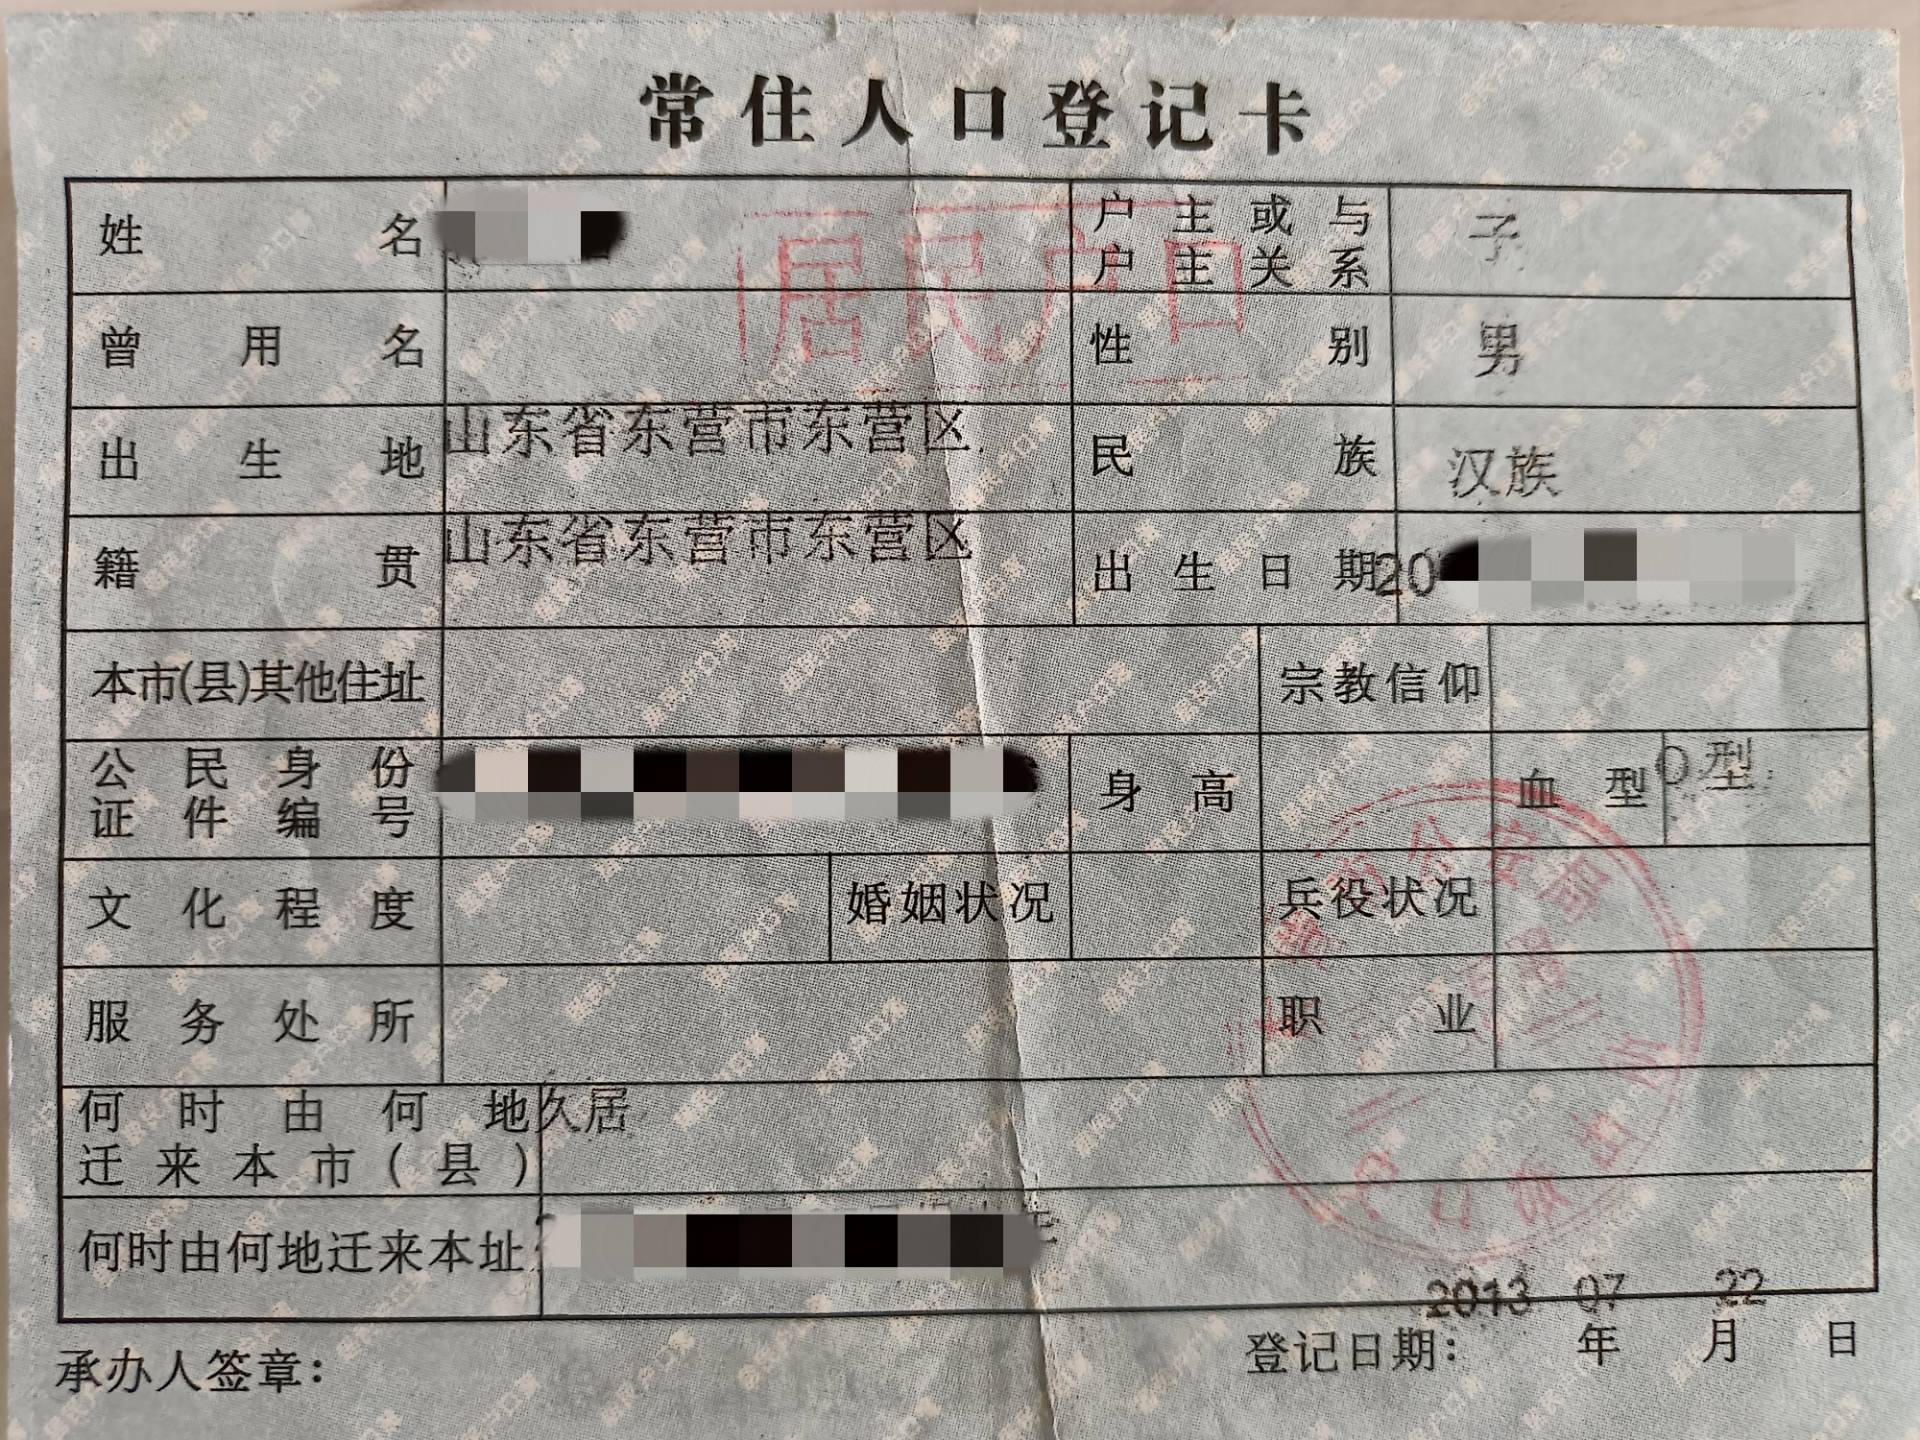 常住人口登记卡
姓名
户主或与户主关系 子
居民户口
曾用名
性别 男
出生地 山东省东营市东营区
民族 汉族
籍贯 山东省东营市东营区
出生日期 20
本市(县)其他住址
宗教信仰
公民身份证件编号
身高
血型 O型
文化程度
婚姻状况
兵役状况
服务处所
职业
何时由何地迁来本市(县) 久居
何时由何地迁来本址
2013 07 22
承办人签章:
登记日期: 年 月 日
公安局